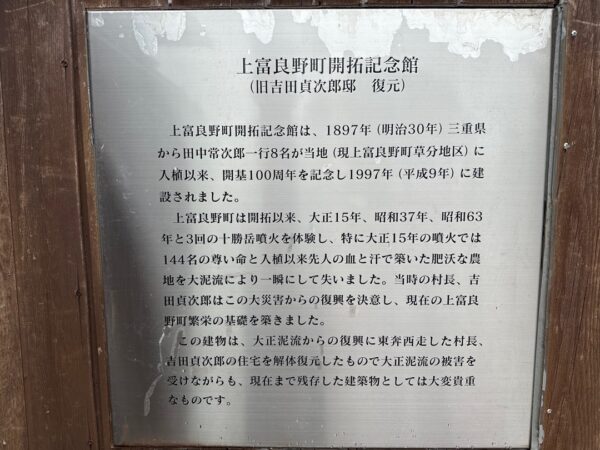 上富良野町開拓記念館
(旧吉田貞次郎邸　復元)
上富良野町開拓記念館は、1897年 (明治30年) 三重県
から田中常次郎一行8名が当地 (現上富良野町草分地区) に
入植以来、開基100周年を記念し1997年 (平成9年) に建
設されました。
上富良野町は開拓以来、大正15年、昭和37年、昭和63
年と3回の十勝岳噴火を体験し、特に大正15年の噴火では
144名の尊い命と入植以来先人の血と汗で築いた肥沃な農
地を大泥流により一瞬にして失いました。当時の村長、吉
田貞次郎はこの大災害からの復興を決意し、現在の上富良
野町繁栄の基礎を築きました。
この建物は、大正泥流からの復興に東奔西走した村長、
吉田貞次郎の住宅を解体復元したもので大正泥流の被害を
受けながらも、現在まで残存した建築物としては大変貴重
なものです。